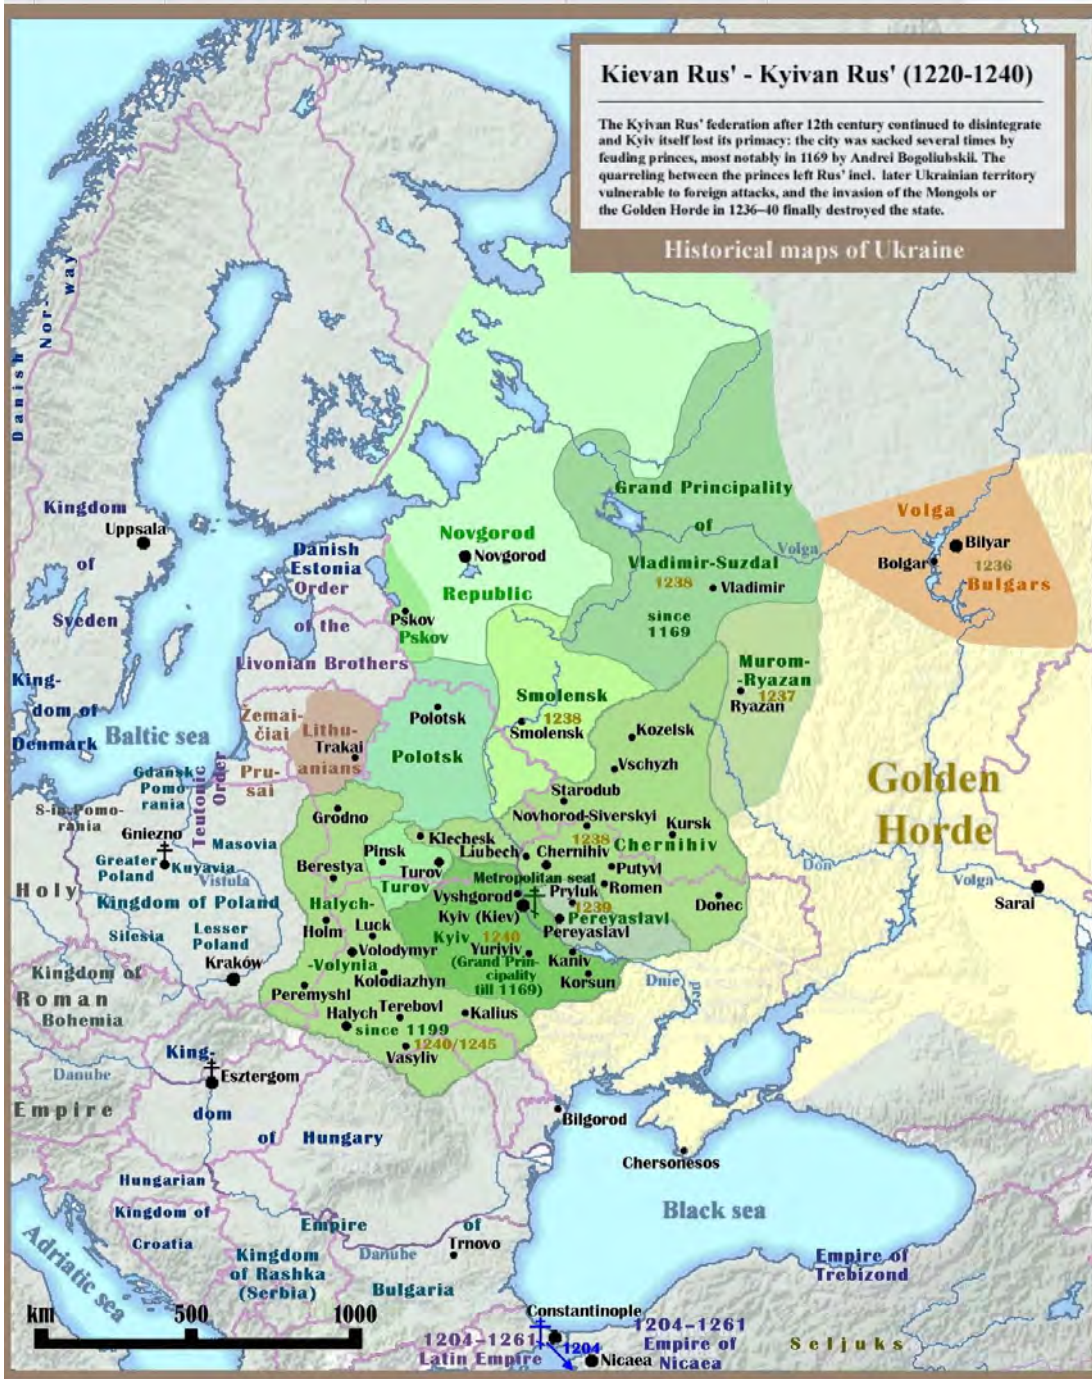 Kievan Rus' - Kyivan Rus' (1220-1240)
The Kyivan Rus' federation after 12th century continued to disintegrate
and Kyiv itself lost its primacy: the city was sacked several times by
feuding princes, most notably in 1169 by Andrei Bogoliubskii. The
quarreling between the princes left Rus' incl. later Ukrainian territory
vulnerable to foreign attacks, and the invasion of the Mongols or
the Golden Horde in 1236–40 finally destroyed the state.
Historical maps of Ukraine
Danish Nor-
way
Kingdom
Uppsala
of
Sveden
Novgorod
Novgorod
Republic
Grand Principality
of
Vladimir-Suzdal
1238
Vladimir
since
1169
Volga
Volga
Bilyar
Bolgar
1236
Bulgars
Danish
Estonia
Order
of the
Livonian Brothers
Pskov
Pskov
Murom-
-Ryazan
1237
Ryazan
King-
dom of
Denmark
Baltic sea
Žemai-
čiai
Lithu-
Trakai
anians
Pru-
sai
Polotsk
Polotsk
Smolensk
1238
Smolensk
Kozelsk
Vschyzh
Starodub
Novhorod-Siverskyi
1238
Kursk
Chernihiv
Golden
Horde
Gdańsk
Pomo
rania
Teutonic
Order
S-in-Pomo-
rania
Gniezno
Masovia
Greater
Poland
Kuyavia
Vistula
Holy
Kingdom of Poland
Silesia
Lesser
Poland
Kraków
Kingdom of
Roman
Bohemia
Grodno
Klechesk
Pinsk
Liubech
Chernihiv
Turov
Putyvl
Berestya
Turov
Metropolitan seat
Romen
Vyshgorod
Pryluk
1239
Donec
Halych-
Kyiv (Kiev)
Pereyaslavl
Holm
Luck
Kyiv
1240
Pereyaslavl
Volodymyr
Yuriyiv
Kaniv
-Volynia
(Grand Prin-
cipality
till 1169)
Kolodiazhyn
Korsun
Peremyshl
Terebovl
Kalius
Halych
since 1199
1240/1245
Vasyliv
Don
Volga
Sarai
Dnie
per
King-
Danube
Esztergom
Empire
dom
of
Hungary
Bilgorod
Chersonesos
Hungarian
Kingdom of
Croatia
Black sea
Adriatic sea
Empire
of
Trnovo
Kingdom
of Rashka
(Serbia)
Danube
Bulgaria
Empire of
Trebizond
km
500
1000
Constantinople
1204-1261
Latin Empire
1204
1204-1261
Empire of
Nicaea
Nicaea
Seljuks